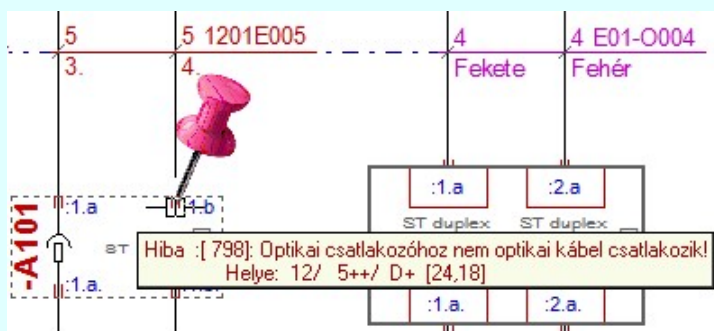 5
5 1201E005
4
4 E01-O004
3.
4.
Fekete
Fehér
-A101
:1.a
1.b
:1.a
:2.a
ST duplex
ST duplex
ST
Hiba :[ 798]: Optikai csatlakozóhoz nem optikai kábel csatlakozik!
Helye: 12/ 5++/ D+ [24,18]
:1.a.
:1.a.
:2.a.